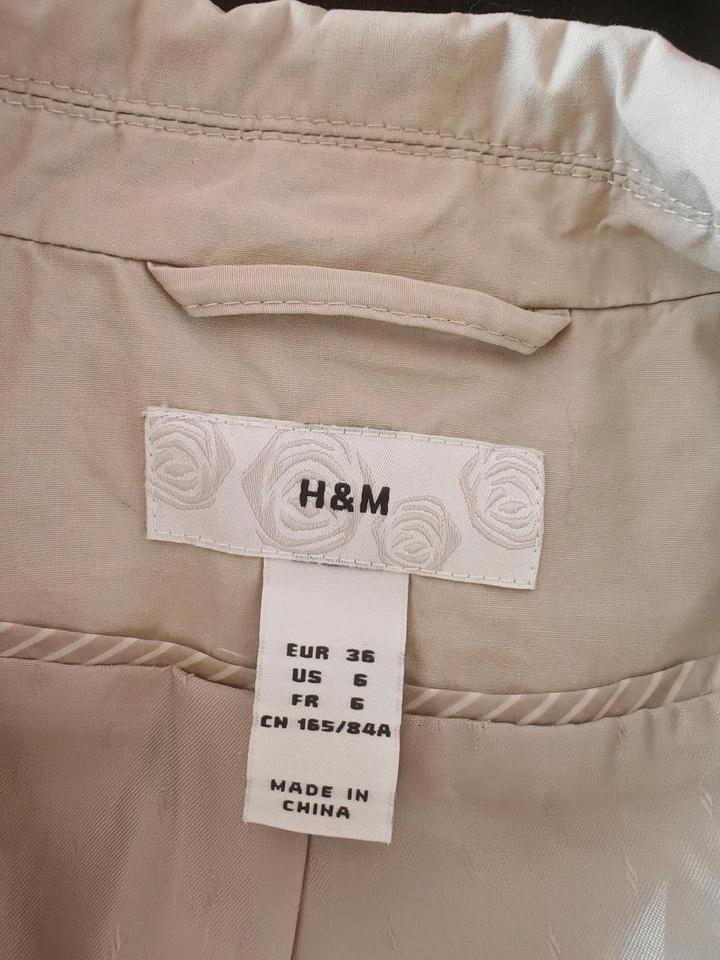 H&M
EUR 36
US 6
FR 6
CN 165/84A
MADE IN
CHINA